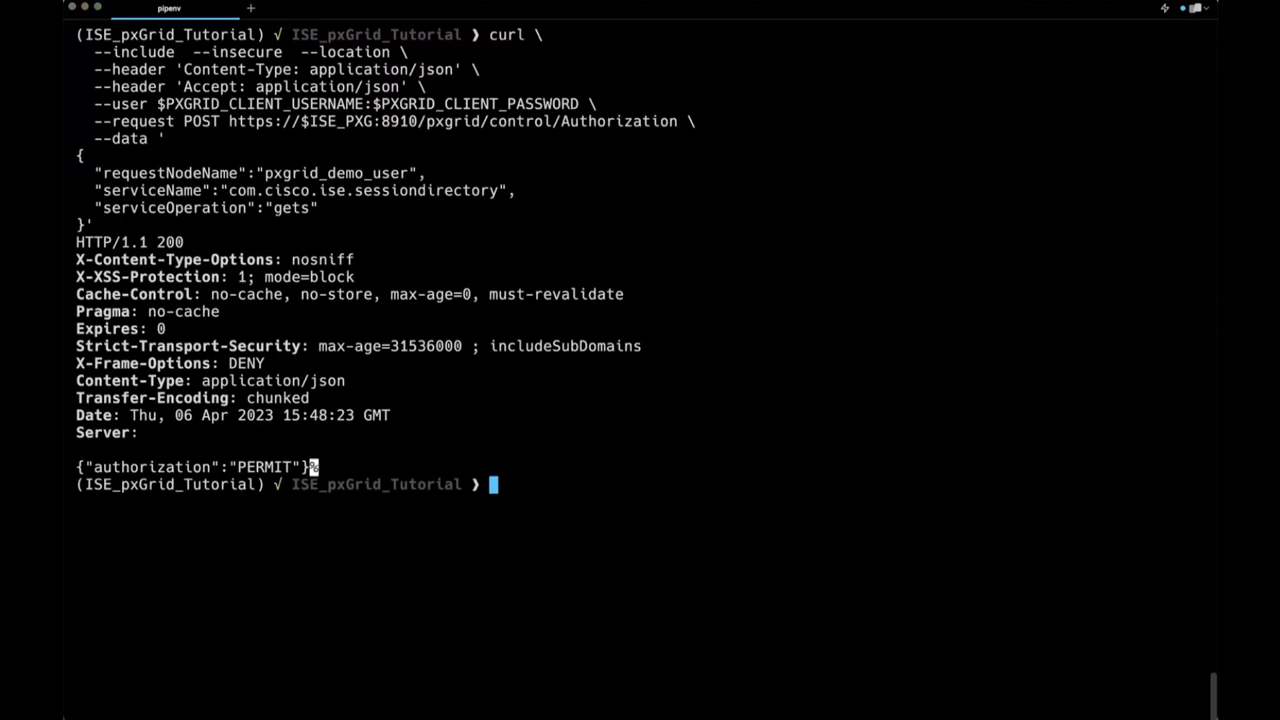 pipenv
+
(ISE_pxGrid_Tutorial) √ ISE_pxGrid_Tutorial ❯ curl \
  --include  --insecure  --location \
  --header 'Content-Type: application/json' \
  --header 'Accept: application/json' \
  --user $PXGRID_CLIENT_USERNAME:$PXGRID_CLIENT_PASSWORD \
  --request POST https://$ISE_PXG:8910/pxgrid/control/Authorization \
  --data '
{
  "requestNodeName":"pxgrid_demo_user",
  "serviceName":"com.cisco.ise.sessiondirectory",
  "serviceOperation":"gets"
}'
HTTP/1.1 200
X-Content-Type-Options: nosniff
X-XSS-Protection: 1; mode=block
Cache-Control: no-cache, no-store, max-age=0, must-revalidate
Pragma: no-cache
Expires: 0
Strict-Transport-Security: max-age=31536000 ; includeSubDomains
X-Frame-Options: DENY
Content-Type: application/json
Transfer-Encoding: chunked
Date: Thu, 06 Apr 2023 15:48:23 GMT
Server:
{"authorization":"PERMIT"}%
(ISE_pxGrid_Tutorial) √ ISE_pxGrid_Tutorial ❯